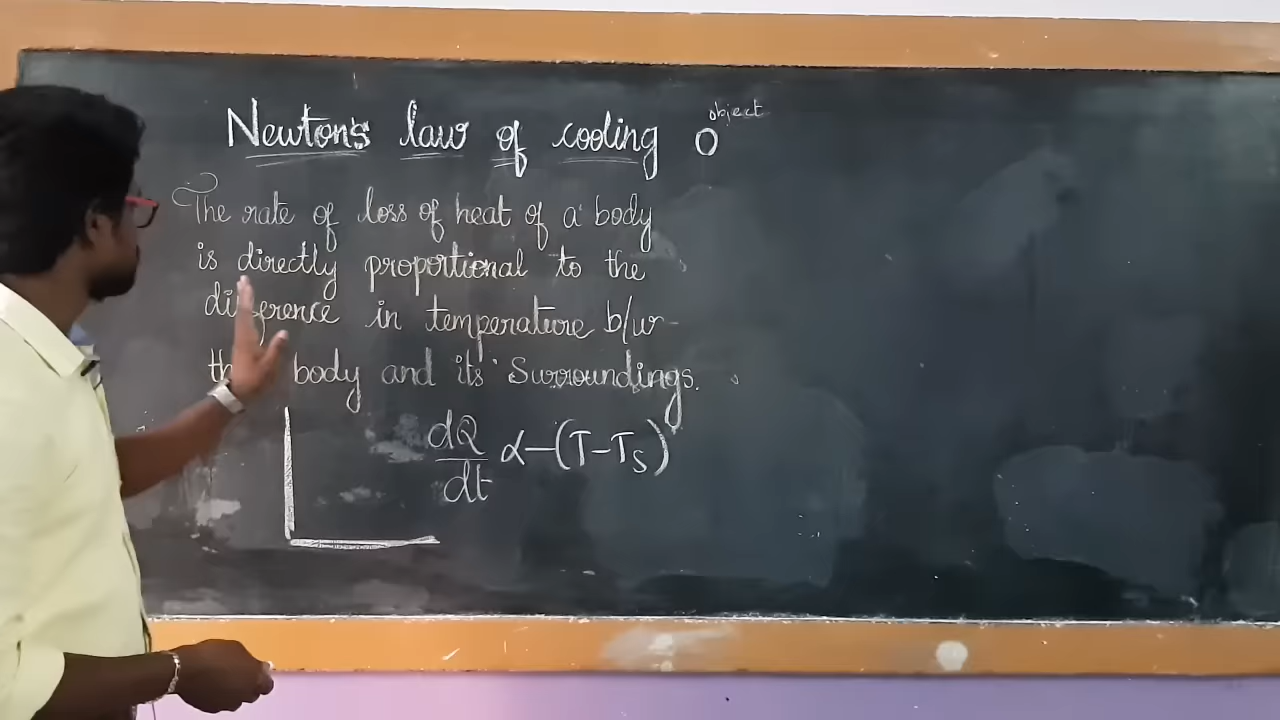 Newton's law of cooling O
object
The rate of loss of heat of a body
is directly proportional to the
difference in temperature b/w
the body and its surroundings.
dQ/dt α -(T-Ts)